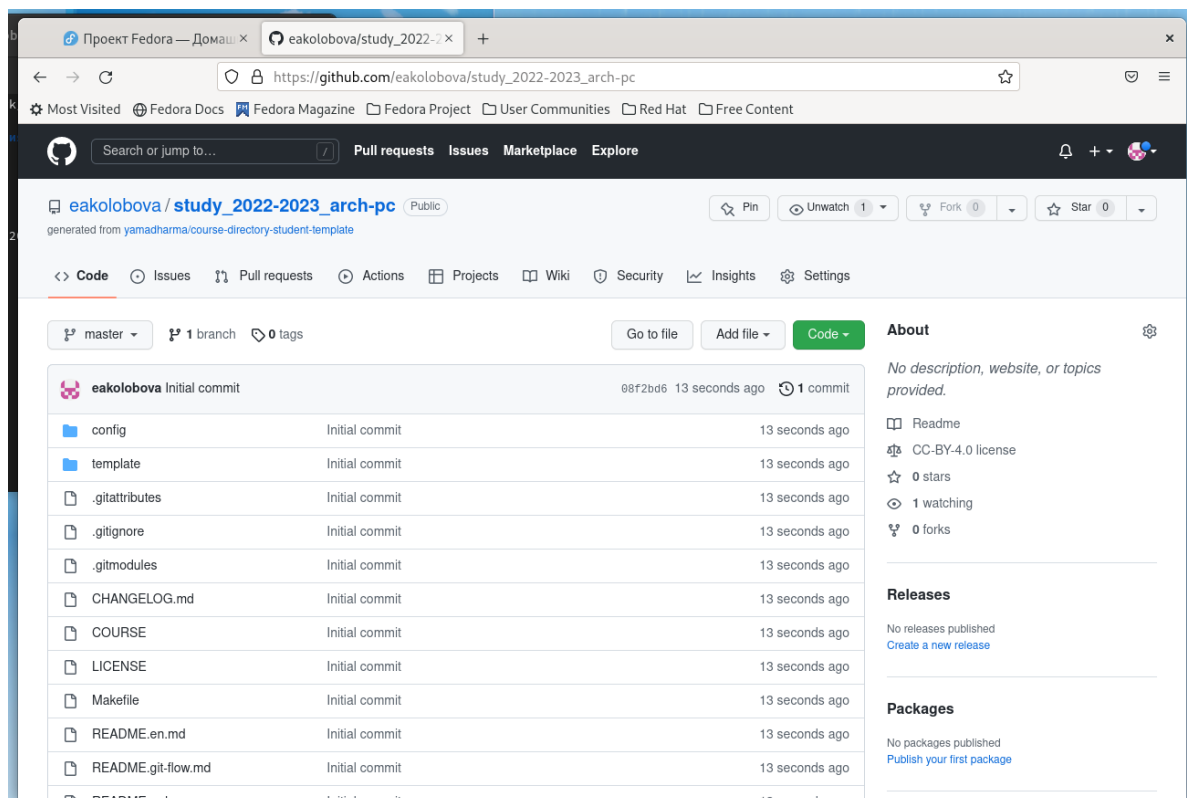 Проект Fedora — Домаш
eakolobova/study_2022-2
https://github.com/eakolobova/study_2022-2023_arch-pc
Most Visited Fedora Docs Fedora Magazine Fedora Project User Communities Red Hat Free Content
Search or jump to… / Pull requests Issues Marketplace Explore
eakolobova / study_2022-2023_arch-pc Public Pin Unwatch 1 Fork 0 Star 0
generated from yamadharma/course-directory-student-template
Code Issues Pull requests Actions Projects Wiki Security Insights Settings
master 1 branch 0 tags Go to file Add file Code
eakolobova Initial commit 08f2bd6 13 seconds ago 1 commit
config Initial commit 13 seconds ago
template Initial commit 13 seconds ago
.gitattributes Initial commit 13 seconds ago
.gitignore Initial commit 13 seconds ago
.gitmodules Initial commit 13 seconds ago
CHANGELOG.md Initial commit 13 seconds ago
COURSE Initial commit 13 seconds ago
LICENSE Initial commit 13 seconds ago
Makefile Initial commit 13 seconds ago
README.en.md Initial commit 13 seconds ago
README.git-flow.md Initial commit 13 seconds ago
About
No description, website, or topics
provided.
Readme
CC-BY-4.0 license
0 stars
1 watching
0 forks
Releases
No releases published
Create a new release
Packages
No packages published
Publish your first package